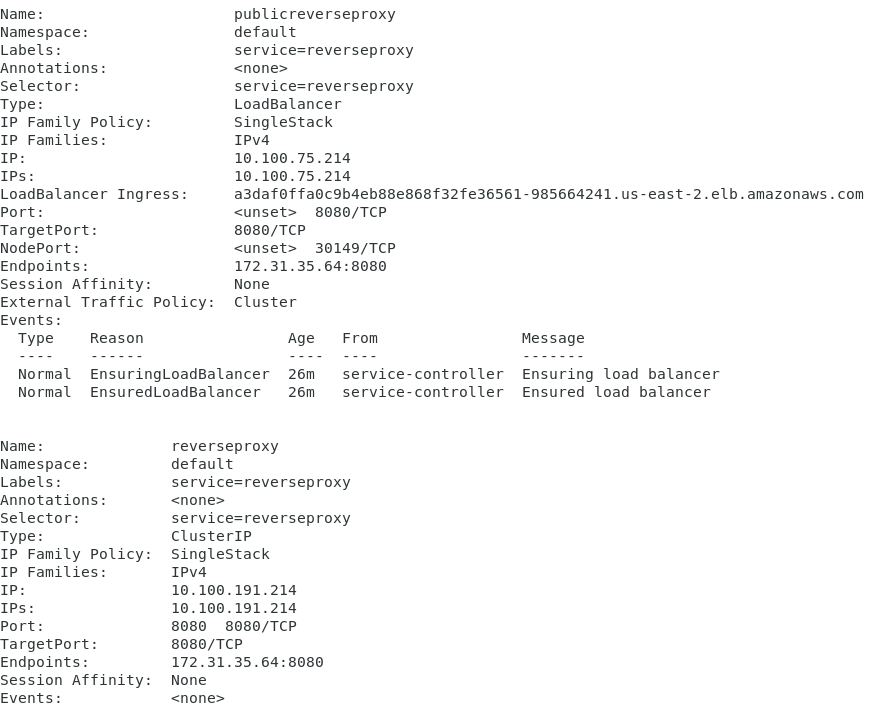 Name:                     publicreverseproxy
Namespace:                default
Labels:                   service=reverseproxy
Annotations:              <none>
Selector:                 service=reverseproxy
Type:                     LoadBalancer
IP Family Policy:         SingleStack
IP Families:              IPv4
IP:                       10.100.75.214
IPs:                      10.100.75.214
LoadBalancer Ingress:     a3daf0ffa0c9b4eb88e868f32fe36561-985664241.us-east-2.elb.amazonaws.com
Port:                     <unset>  8080/TCP
TargetPort:               8080/TCP
NodePort:                 <unset>  30149/TCP
Endpoints:                172.31.35.64:8080
Session Affinity:         None
External Traffic Policy:  Cluster
Events:
  Type    Reason                Age   From                Message
  ----    ------                ----  ----                -------
  Normal  EnsuringLoadBalancer  26m   service-controller  Ensuring load balancer
  Normal  EnsuredLoadBalancer   26m   service-controller  Ensured load balancer


Name:              reverseproxy
Namespace:         default
Labels:            service=reverseproxy
Annotations:       <none>
Selector:          service=reverseproxy
Type:              ClusterIP
IP Family Policy:  SingleStack
IP Families:       IPv4
IP:                10.100.191.214
IPs:               10.100.191.214
Port:              8080  8080/TCP
TargetPort:        8080/TCP
Endpoints:         172.31.35.64:8080
Session Affinity:  None
Events:            <none>